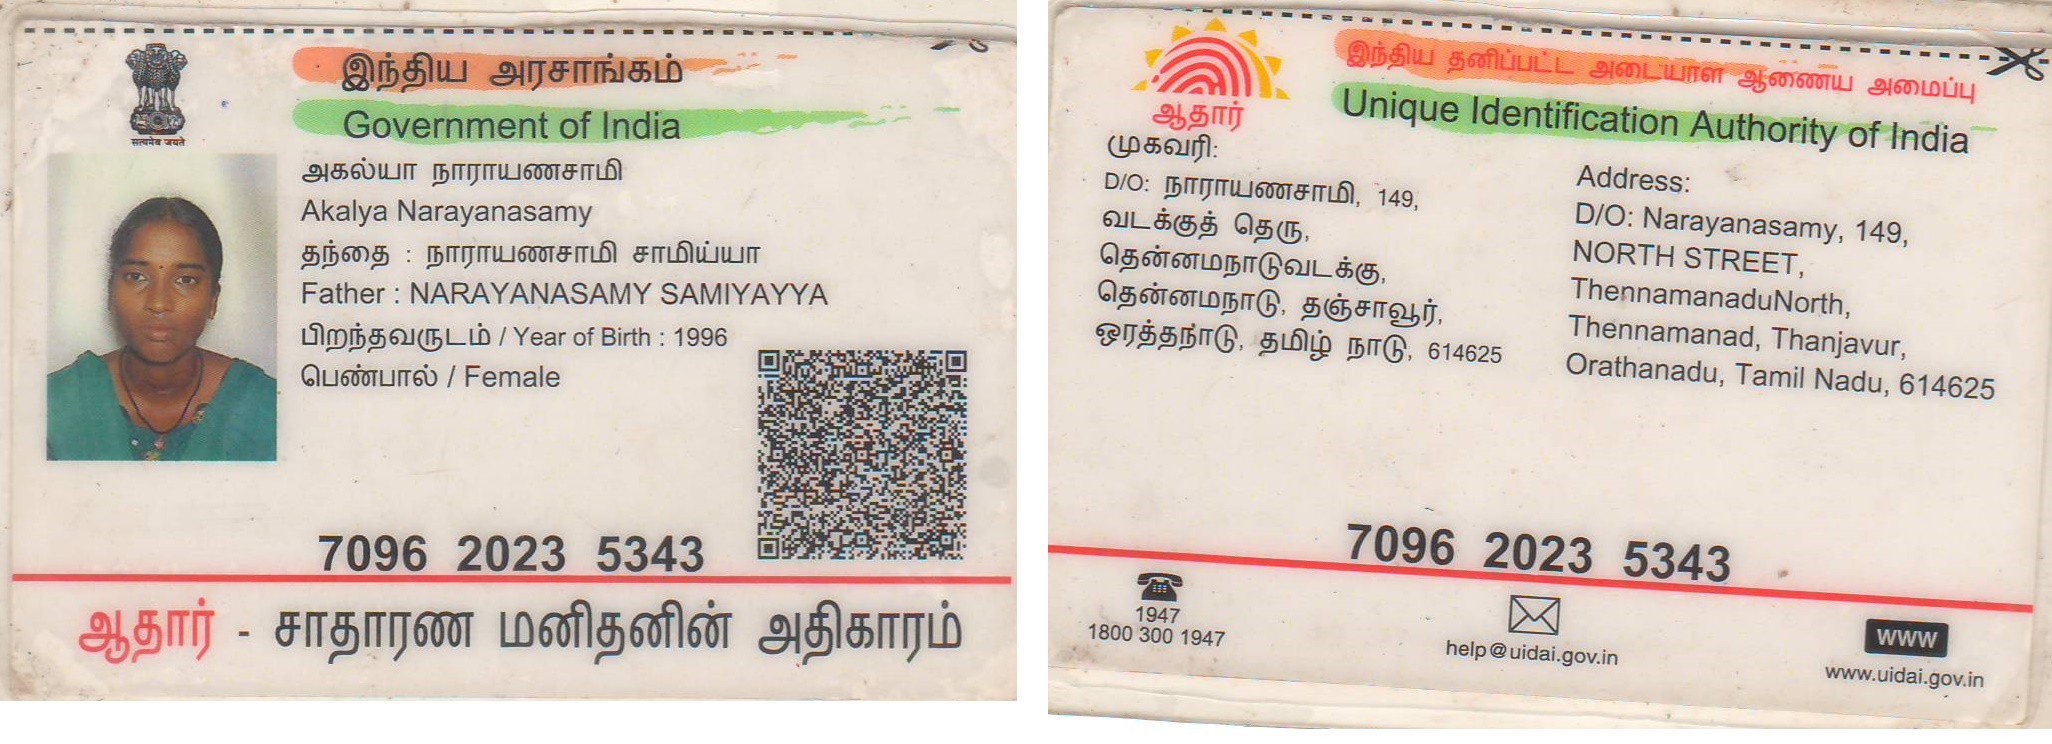 இந்திய அரசாங்கம்
Government of India
सत्यमेव जयते
அகல்யா நாராயணசாமி
Akalya Narayanasamy
தந்தை : நாராயணசாமி சாமிய்யா
Father : NARAYANASAMY SAMIYAYYA
பிறந்தவருடம் / Year of Birth : 1996
பெண்பால் / Female
7096 2023 5343
ஆதார் - சாதாரண மனிதனின் அதிகாரம்
இந்திய தனிப்பட்ட அடையாள ஆணைய அமைப்பு
Unique Identification Authority of India
ஆதார்
முகவரி:
D/O: நாராயணசாமி, 149,
வடக்குத் தெரு,
தென்னமநாடுவடக்கு,
தென்னமநாடு, தஞ்சாவூர்,
ஒரத்தநாடு, தமிழ் நாடு, 614625
Address:
D/O: Narayanasamy, 149,
NORTH STREET,
ThennamanaduNorth,
Thennamanad, Thanjavur,
Orathanadu, Tamil Nadu, 614625
7096 2023 5343
1947
1800 300 1947
help@uidai.gov.in
www
www.uidai.gov.in